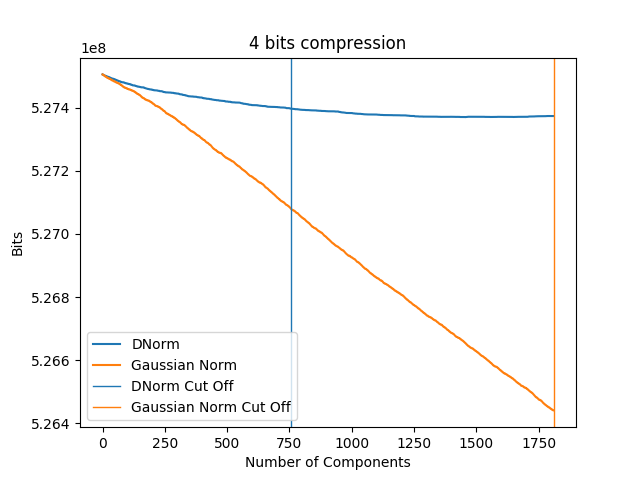 4 bits compression
1e8
5.274
5.272
5.270
5.268
5.266
5.264
Bits
DNorm
Gaussian Norm
DNorm Cut Off
Gaussian Norm Cut Off
0 250 500 750 1000 1250 1500 1750
Number of Components